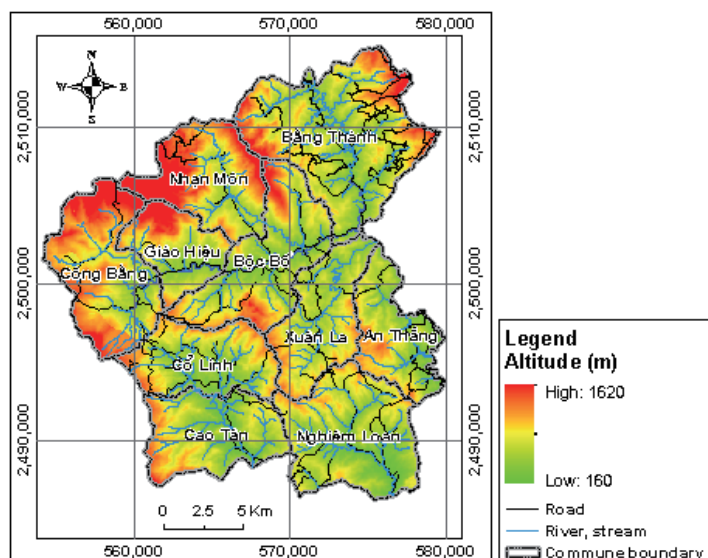 560,000 570,000 580,000
N
W E
S
2,510,000 2,510,000
Bằng Thành
Nhạn Môn
Giáo Hiệu
Bộc Bố
Công Bằng
2,500,000 2,500,000
Xuân La
An Thắng
Cổ Linh
Cao Tân
Nghiêm Loan
2,490,000 2,490,000
0 2.5 5 Km
560,000 570,000 580,000
Legend
Altitude (m)
High: 1620
Low: 160
Road
River, stream
Commune boundary